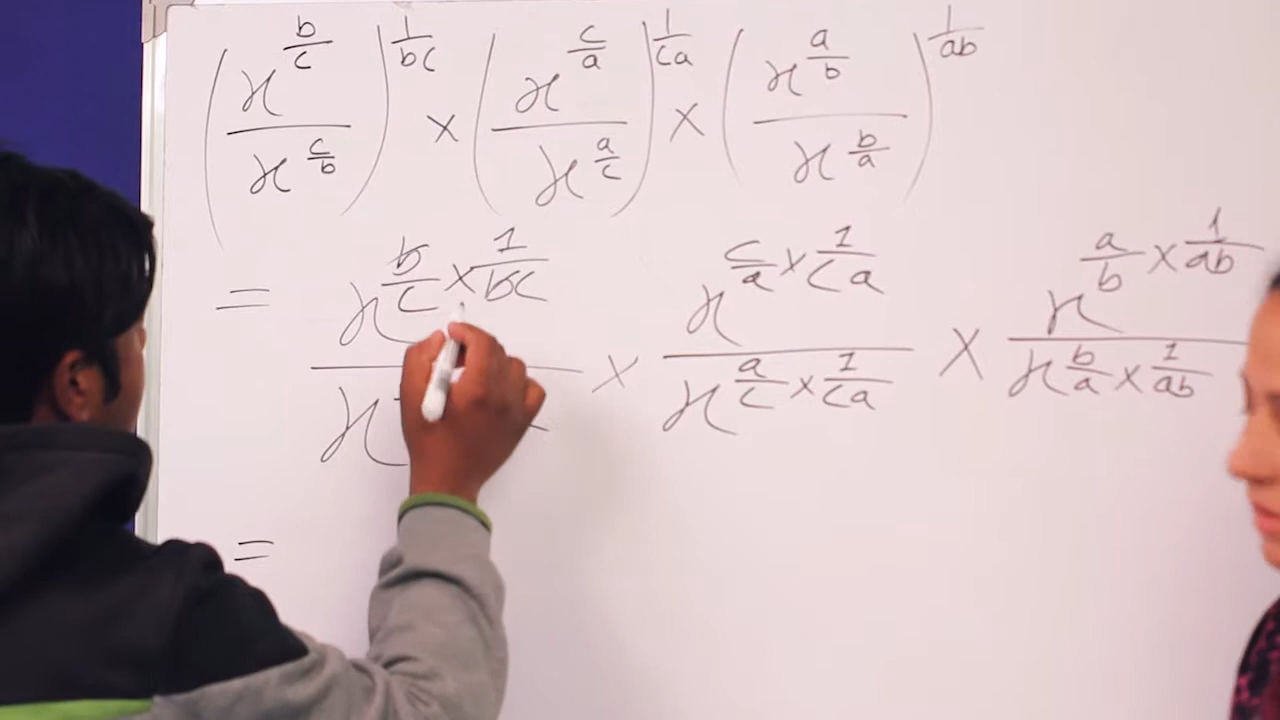 (x^(b/c) / x^(c/b))^(1/bc) × (x^(c/a) / x^(a/c))^(1/ca) × (x^(a/b) / x^(b/a))^(1/ab)
= x^(b/c × 1/bc) / x × x^(c/a × 1/ca) / x^(a/c × 1/ca) × x^(a/b × 1/ab) / x^(b/a × 1/ab)
=